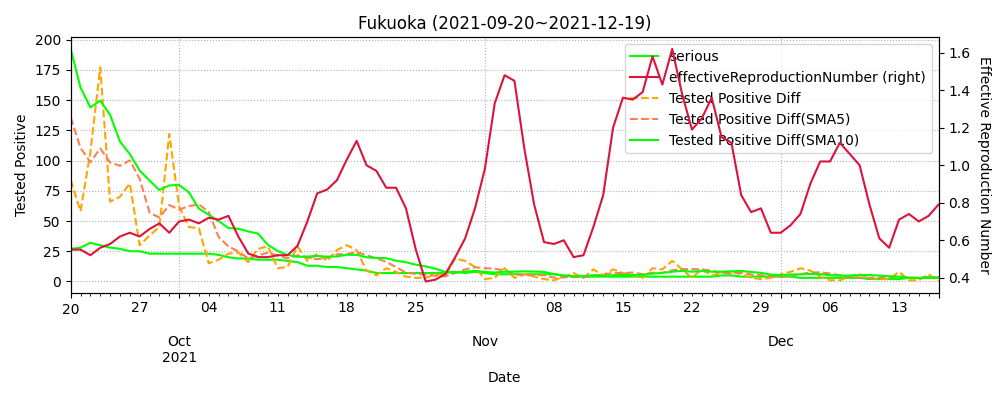 Fukuoka (2021-09-20~2021-12-19)
200
175
150
125
100
75
50
25
0
Tested Positive
1.6
1.4
1.2
1.0
0.8
0.6
0.4
Effective Reproduction Number
serious
effectiveReproductionNumber (right)
Tested Positive Diff
Tested Positive Diff(SMA5)
Tested Positive Diff(SMA10)
20 27 04 11 18 25 08 15 22 29 06 13
Oct Nov Dec
2021
Date